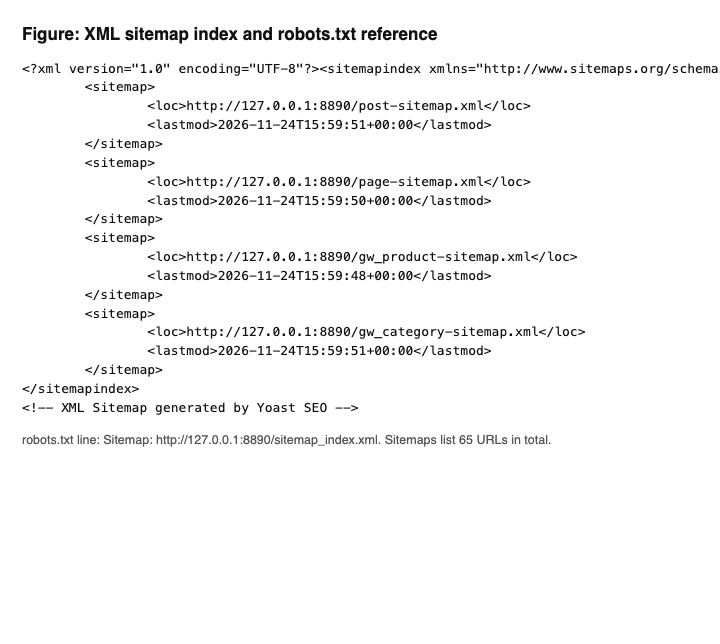 Figure: XML sitemap index and robots.txt reference
<?xml version="1.0" encoding="UTF-8"?><sitemapindex xmlns="http://www.sitemaps.org/schema
<sitemap>
<loc>http://127.0.0.1:8890/post-sitemap.xml</loc>
<lastmod>2026-11-24T15:59:51+00:00</lastmod>
</sitemap>
<sitemap>
<loc>http://127.0.0.1:8890/page-sitemap.xml</loc>
<lastmod>2026-11-24T15:59:50+00:00</lastmod>
</sitemap>
<sitemap>
<loc>http://127.0.0.1:8890/gw_product-sitemap.xml</loc>
<lastmod>2026-11-24T15:59:48+00:00</lastmod>
</sitemap>
<sitemap>
<loc>http://127.0.0.1:8890/gw_category-sitemap.xml</loc>
<lastmod>2026-11-24T15:59:51+00:00</lastmod>
</sitemap>
</sitemapindex>
<!-- XML Sitemap generated by Yoast SEO -->
robots.txt line: Sitemap: http://127.0.0.1:8890/sitemap_index.xml. Sitemaps list 65 URLs in total.